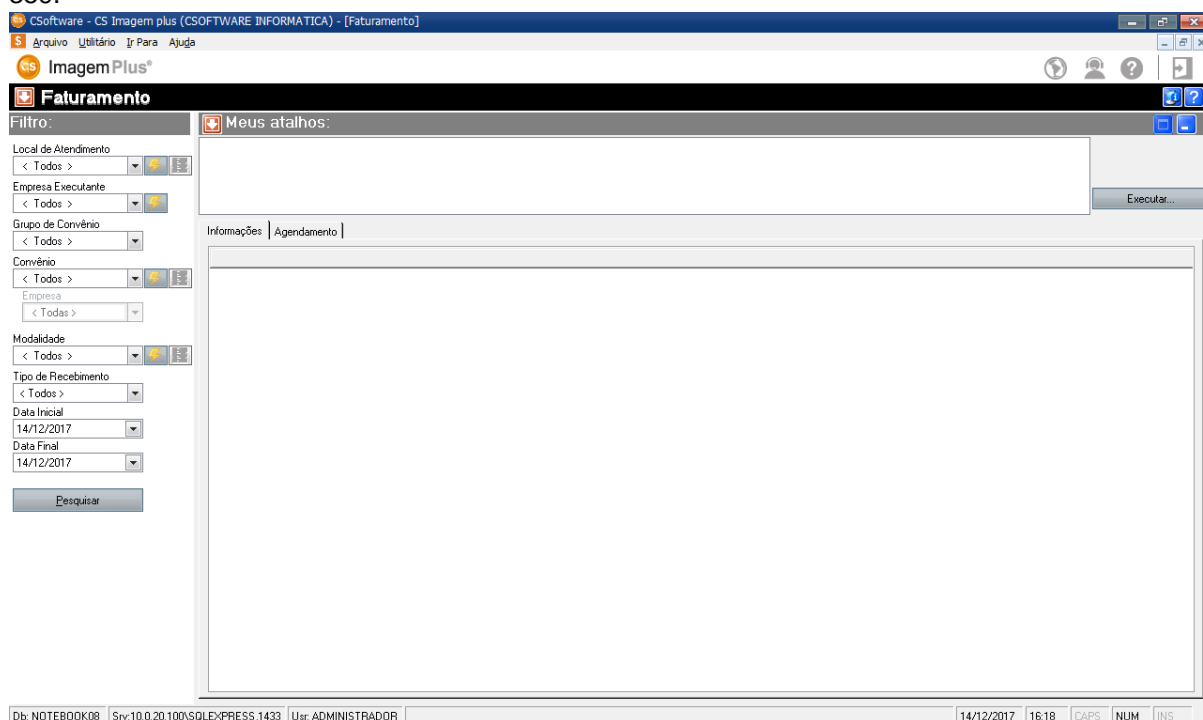 CSoftware - CS Imagem plus (CSOFTWARE INFORMATICA) - [Faturamento]
Arquivo Utilitário Ir Para Ajuda
cs ImagemPlus®
Faturamento
Filtro:
Meus atalhos:
Local de Atendimento
< Todos >
Empresa Executante
< Todos >
Executar...
Grupo de Convênio
< Todos >
Informações Agendamento
Convênio
< Todos >
Empresa
< Todas >
Modalidade
< Todos >
Tipo de Recebimento
< Todos >
Data Inicial
14/12/2017
Data Final
14/12/2017
Pesquisar
Db: NOTEBOOK08 Srv:10.0.20.100\SQLEXPRESS,1433 Usr: ADMINISTRADOR 14/12/2017 16:18 CAPS NUM INS